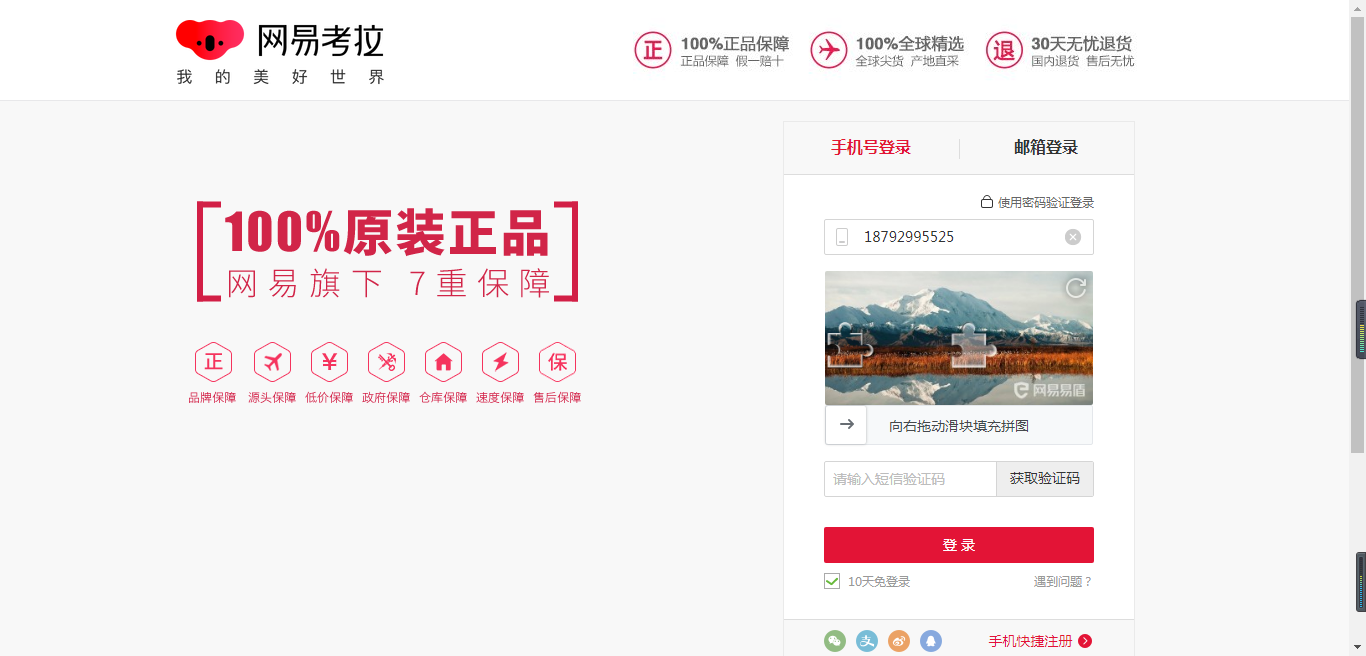 网易考拉
我的美好世界
正 100%正品保障
正品保障 假一赔十
100%全球精选
全球尖货 产地直采
退 30天无忧退货
国内退货 售后无忧
100%原装正品
网易旗下 7重保障
正 ¥ 保
品牌保障 源头保障 低价保障 政府保障 仓库保障 速度保障 售后保障
手机号登录 邮箱登录
使用密码验证登录
18792995525
网易易盾
向右拖动滑块填充拼图
请输入短信验证码 获取验证码
登 录
10天免登录 遇到问题？
支 手机快捷注册